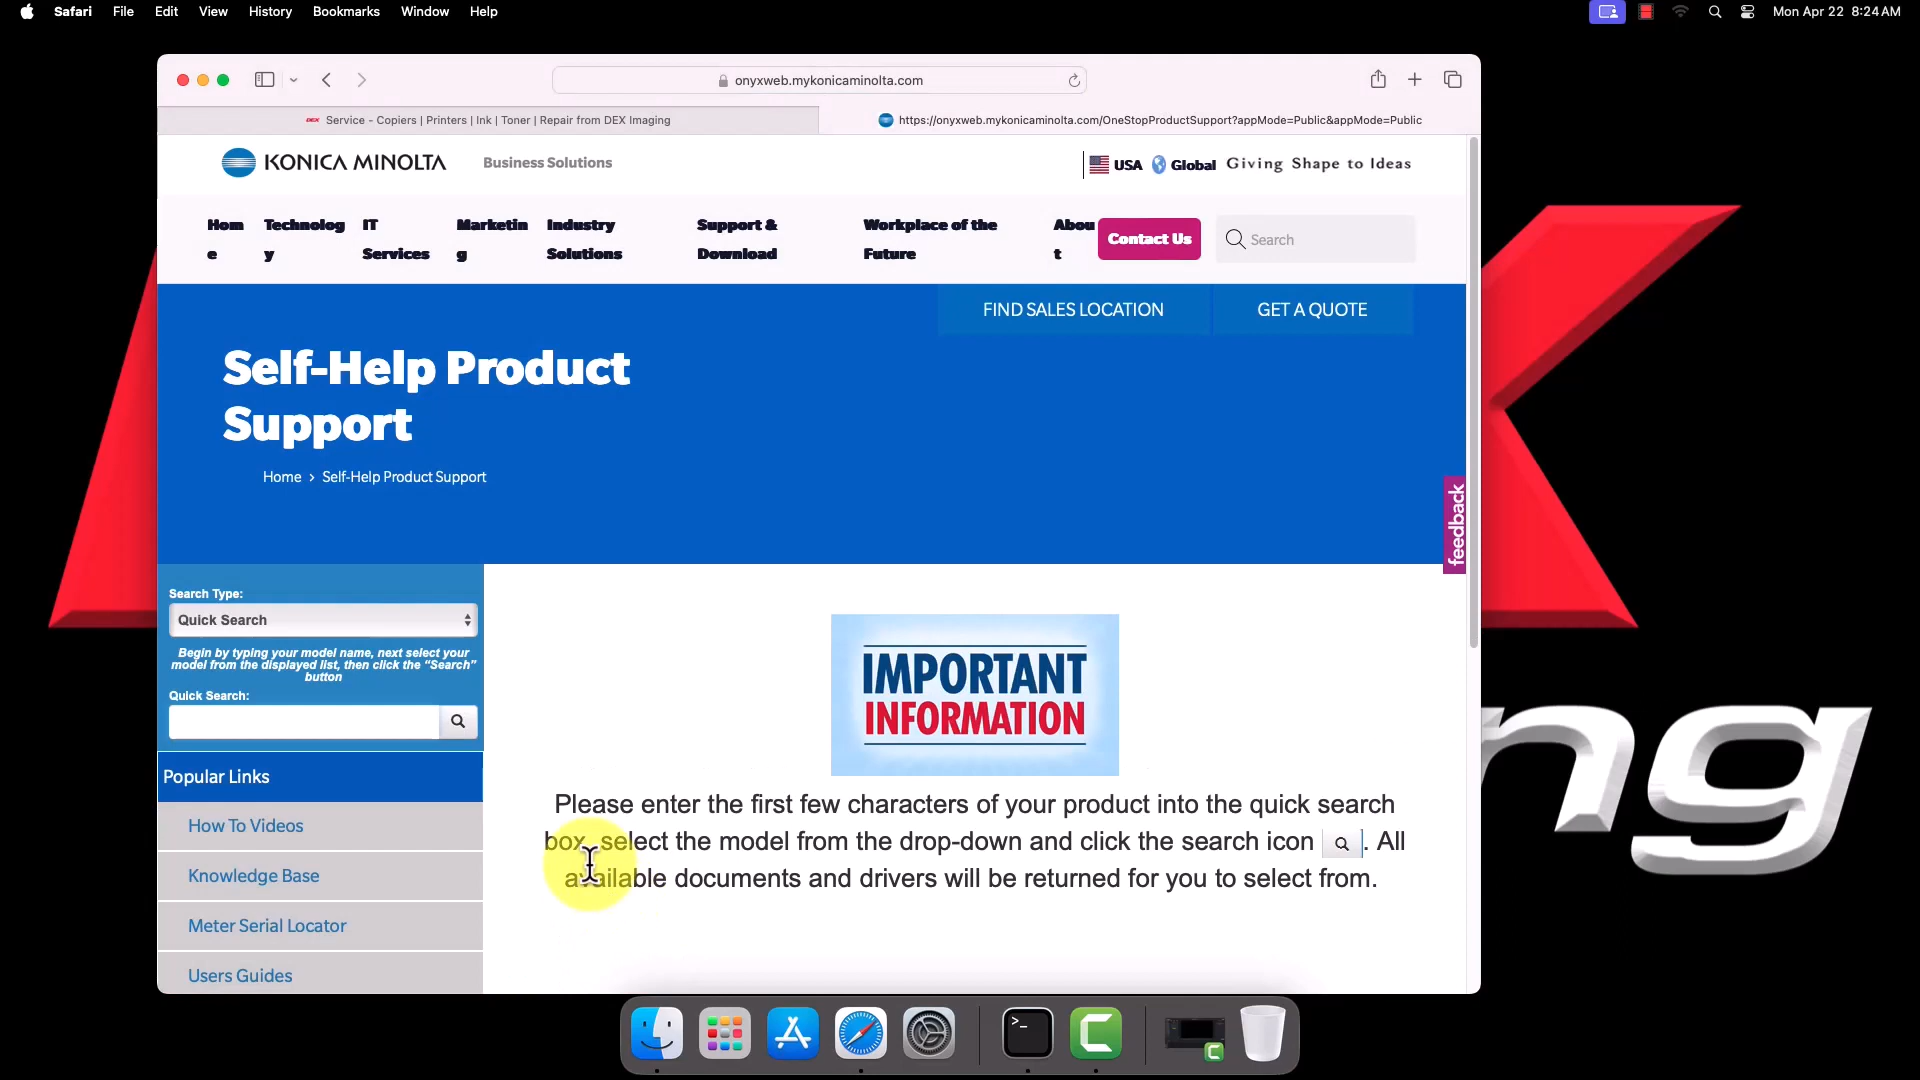 Safari File Edit View History Bookmarks Window Help
Mon Apr 22 8:24 AM
onyxweb.mykonicaminolta.com
DEX Service - Copiers | Printers | Ink | Toner | Repair from DEX Imaging
https://onyxweb.mykonicaminolta.com/OneStopProductSupport?appMode=Public&appMode=Public
KONICA MINOLTA
Business Solutions
USA Global Giving Shape to Ideas
Hom Technolog IT Marketin Industry Support & Workplace of the Abou
e y Services g Solutions Download Future t
Contact Us
Search
FIND SALES LOCATION
GET A QUOTE
Self-Help Product
Support
Home › Self-Help Product Support
feedback
Search Type:
Quick Search
Begin by typing your model name, next select your
model from the displayed list, then click the “Search”
button
Quick Search:
Popular Links
How To Videos
Knowledge Base
Meter Serial Locator
Users Guides
IMPORTANT
INFORMATION
Please enter the first few characters of your product into the quick search
box, select the model from the drop-down and click the search icon . All
available documents and drivers will be returned for you to select from.
ng